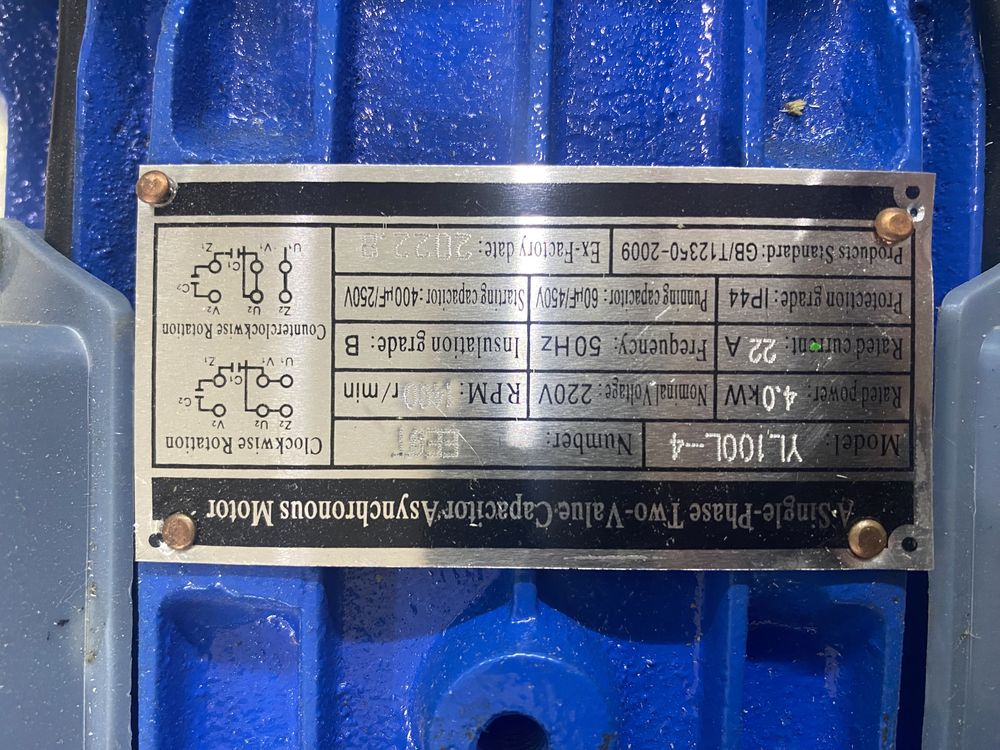 A Single-Phase Two-Value Capacitor Asynchronous Motor
Model: YL100L--4 Number:
Rated power: 4.0KW Nominal Voltage: 220V RPM: 1400 r/min
Rated current: 22 A Frequency: 50Hz Insulation grade: B
Protection grade: IP44 Punning capacitor: 60μF/450V Starting capacitor: 400μF/250V
Products Standard: GB/T12350-2009 Ex-Factory date: 2022.8
Clockwise Rotation
V₂ U₂ Z₂
C₂ C₁
Z₁ V₁ U₁
Counterclockwise Rotation
V₂ U₂ Z₂
C₂ C₁
Z₁ V₁ U₁